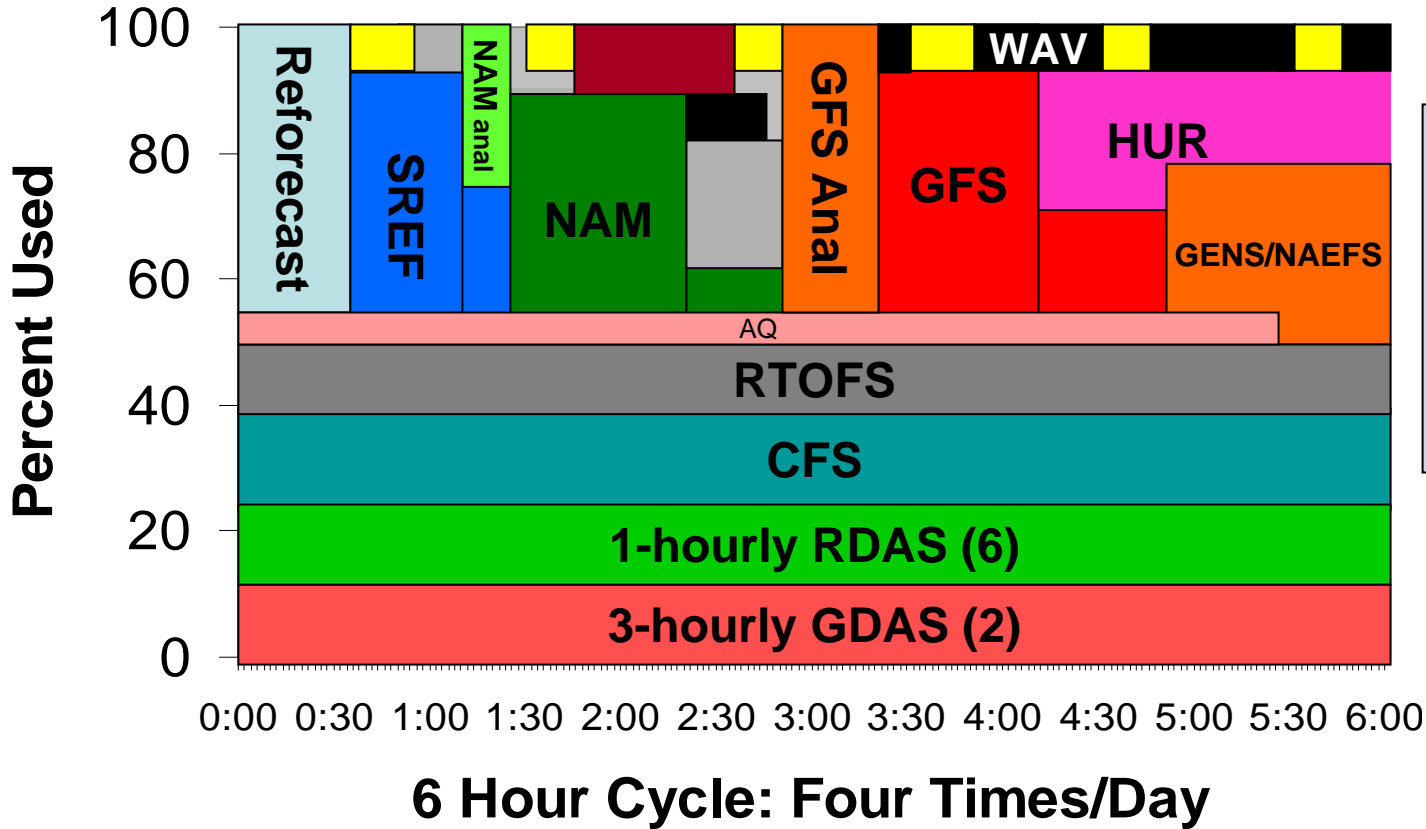 Percent Used
100
80
60
40
20
0
Reforecast
SREF
NAM anal
NAM
GFS Anal
GFS
WAV
HUR
GENS/NAEFS
AQ
RTOFS
CFS
1-hourly RDAS (6)
3-hourly GDAS (2)
0:00 0:30 1:00 1:30 2:00 2:30 3:00 3:30 4:00 4:30 5:00 5:30 6:00
6 Hour Cycle: Four Times/Day